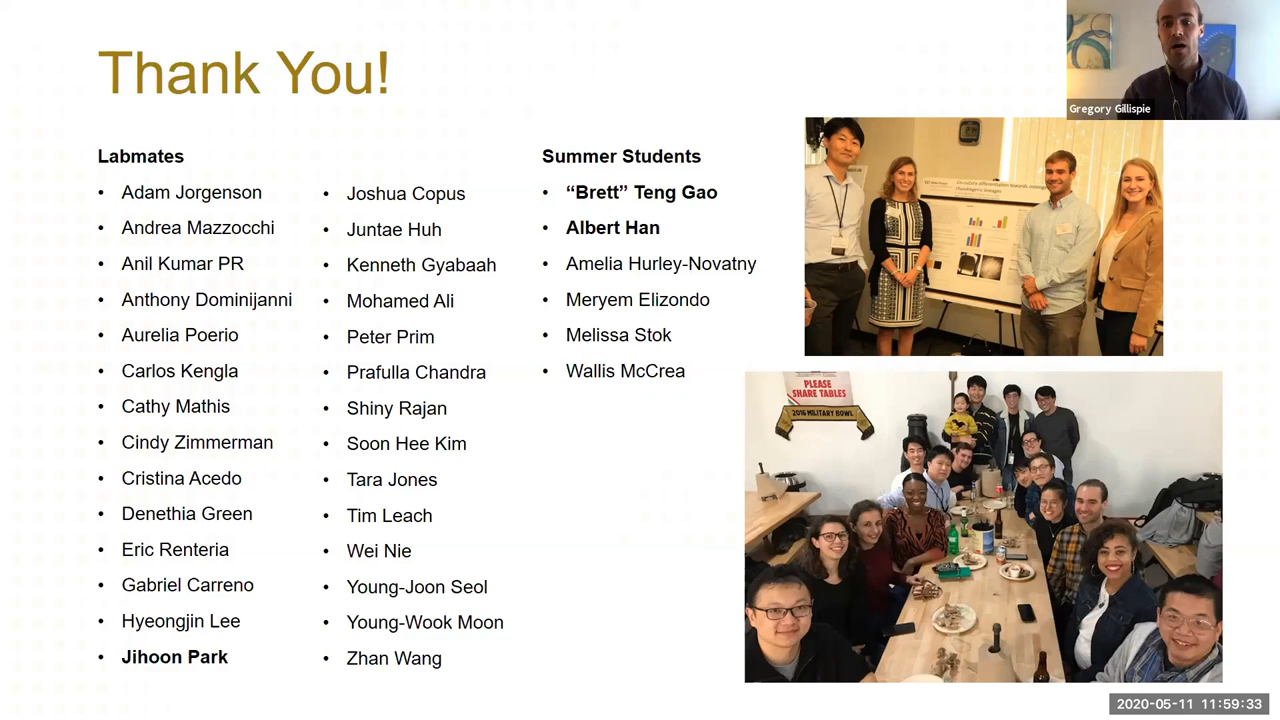 Thank You!
Gregory Gillispie
Labmates
• Adam Jorgenson
• Andrea Mazzocchi
• Anil Kumar PR
• Anthony Dominijanni
• Aurelia Poerio
• Carlos Kengla
• Cathy Mathis
• Cindy Zimmerman
• Cristina Acedo
• Denethia Green
• Eric Renteria
• Gabriel Carreno
• Hyeongjin Lee
• Jihoon Park
• Joshua Copus
• Juntae Huh
• Kenneth Gyabaah
• Mohamed Ali
• Peter Prim
• Prafulla Chandra
• Shiny Rajan
• Soon Hee Kim
• Tara Jones
• Tim Leach
• Wei Nie
• Young-Joon Seol
• Young-Wook Moon
• Zhan Wang
Summer Students
• “Brett” Teng Gao
• Albert Han
• Amelia Hurley-Novatny
• Meryem Elizondo
• Melissa Stok
• Wallis McCrea
PLEASE
SHARE TABLES
2016 MILITARY BOWL
2020-05-11 11:59:33